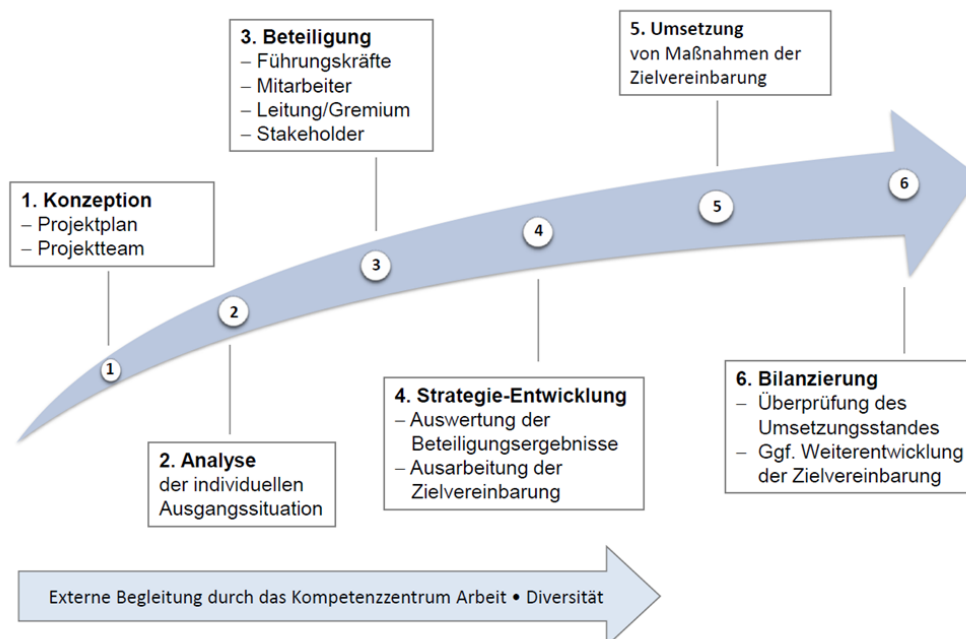 1. Konzeption
– Projektplan
– Projektteam
2. Analyse
der individuellen
Ausgangssituation
3. Beteiligung
– Führungskräfte
– Mitarbeiter
– Leitung/Gremium
– Stakeholder
4. Strategie-Entwicklung
– Auswertung der
Beteiligungsergebnisse
– Ausarbeitung der
Zielvereinbarung
5. Umsetzung
von Maßnahmen der
Zielvereinbarung
6. Bilanzierung
– Überprüfung des
Umsetzungsstandes
– Ggf. Weiterentwicklung
der Zielvereinbarung
1
2
3
4
5
6
Externe Begleitung durch das Kompetenzzentrum Arbeit • Diversität